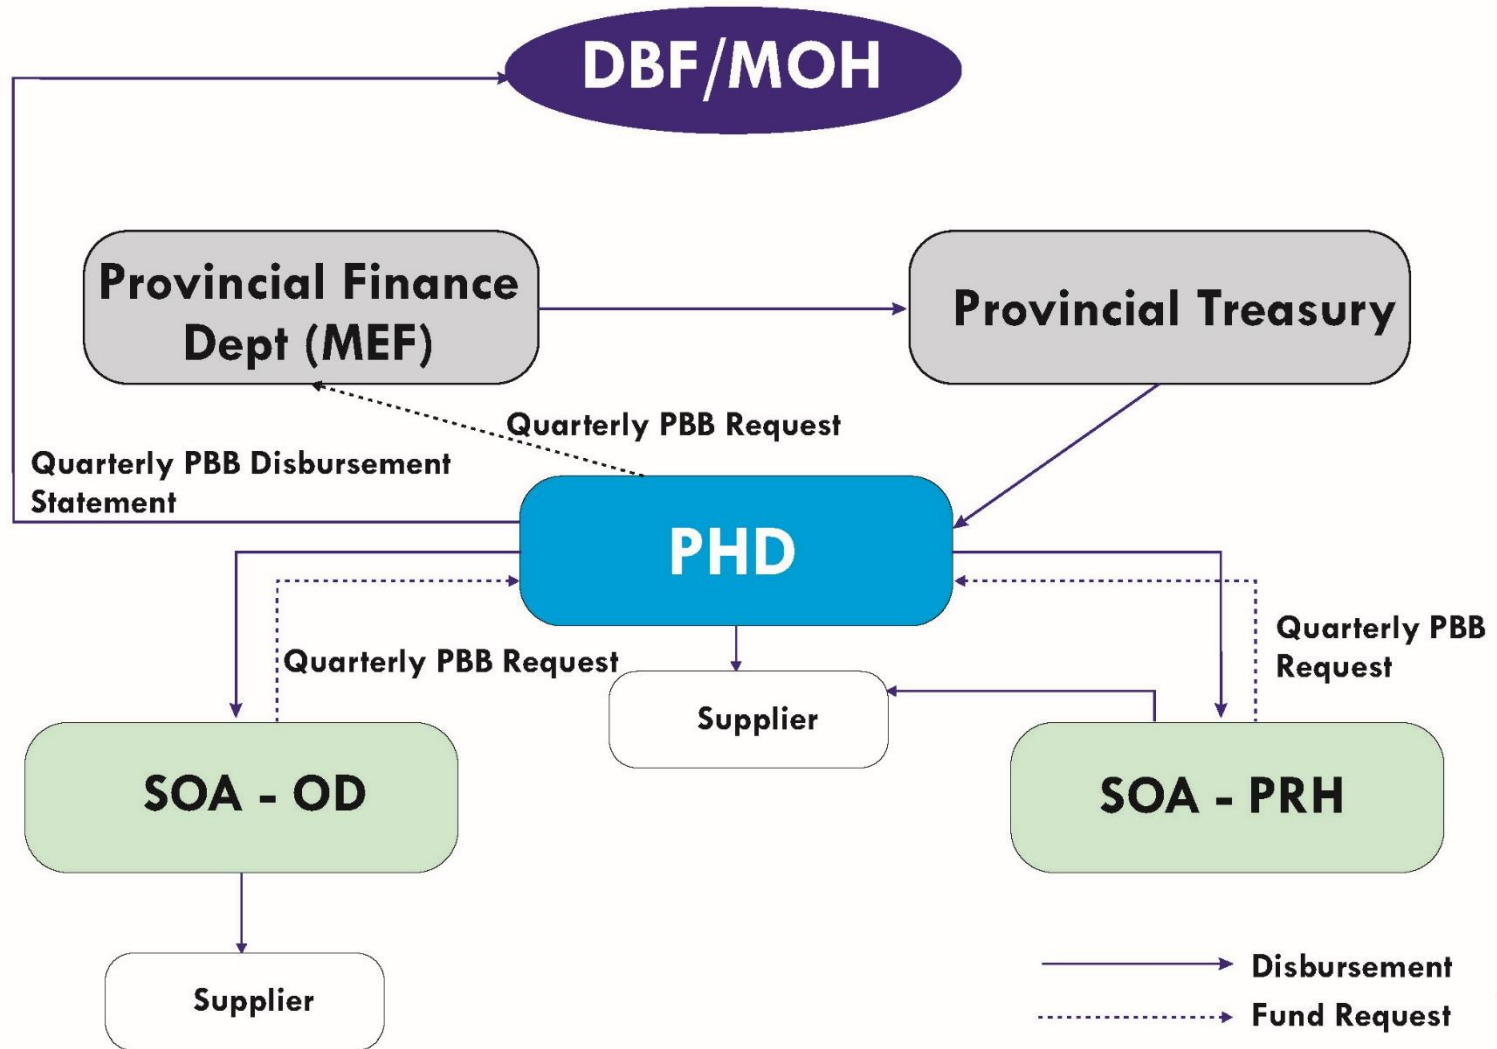 DBF/MOH
Provincial Finance
Dept (MEF)
Provincial Treasury
Quarterly PBB Request
Quarterly PBB Disbursement
Statement
PHD
Quarterly PBB
Request
Quarterly PBB Request
Supplier
SOA - OD
SOA - PRH
Supplier
Disbursement
Fund Request